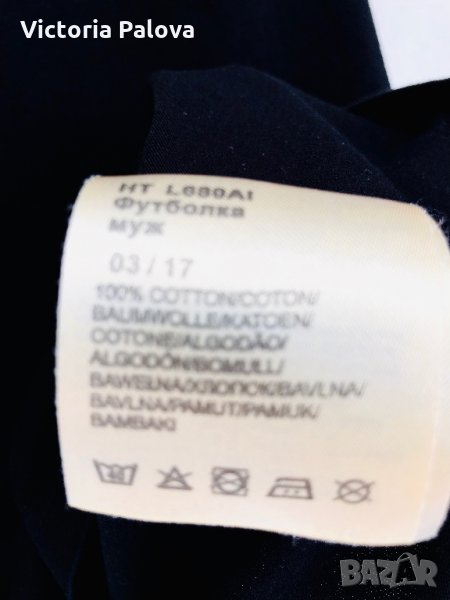 Victoria Palova
HT L680AI
Футболка
муж
03/17
100% COTTON/COTON/
BAUMWOLLE/KATOEN/
COTONE/ALGODÃO/
ALGODÓN/BOMULL/
BAWEŁNA/ХЛОПОК/BAVLNA/
BAVLNA/PAMUT/PAMUK/
BAMBAKI
BAZAR